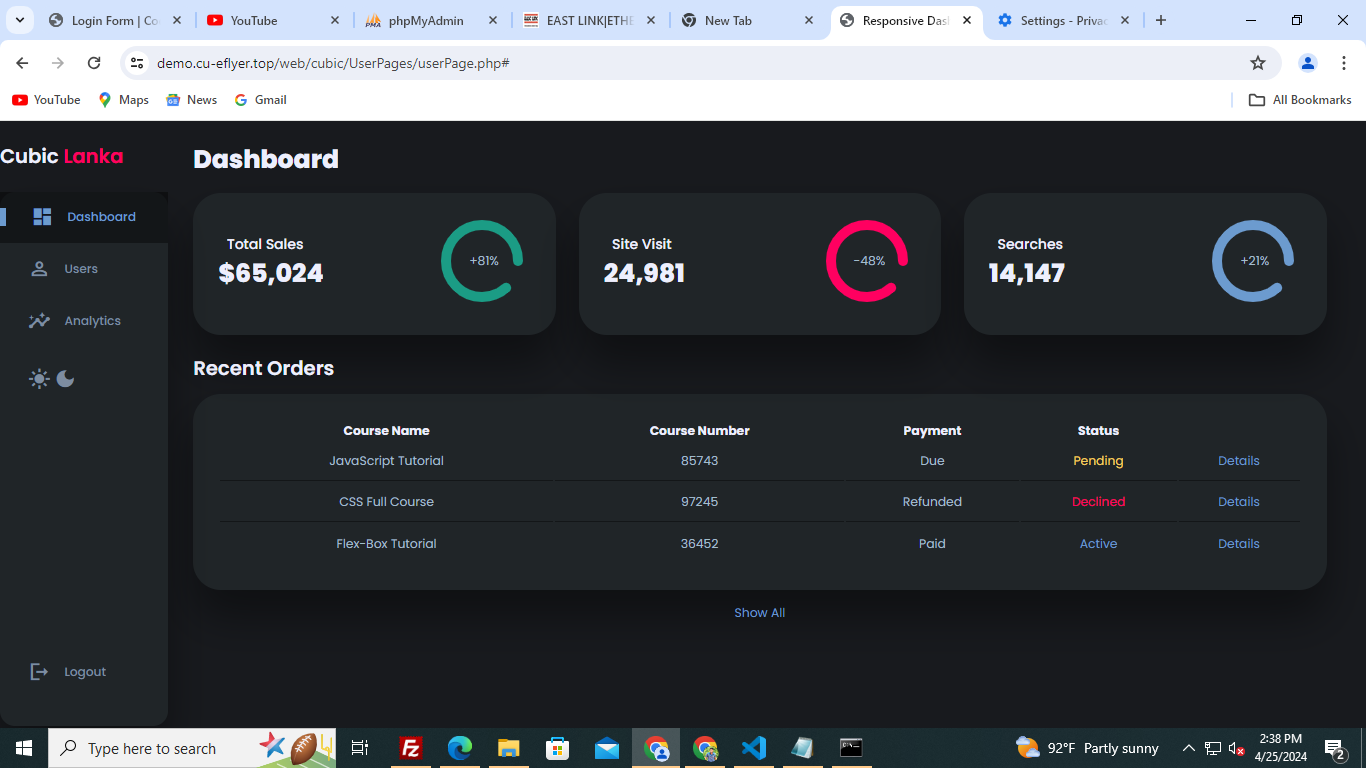 Login Form | Co
YouTube
phpMyAdmin
EAST LINK|ETHE
New Tab
Responsive Das
Settings - Privac
demo.cu-eflyer.top/web/cubic/UserPages/userPage.php#
YouTube
Maps
News
Gmail
All Bookmarks
Cubic Lanka
Dashboard
Users
Analytics
Logout
Dashboard
Total Sales
$65,024
+81%
Site Visit
24,981
-48%
Searches
14,147
+21%
Recent Orders
Course Name Course Number Payment Status
JavaScript Tutorial 85743 Due Pending Details
CSS Full Course 97245 Refunded Declined Details
Flex-Box Tutorial 36452 Paid Active Details
Show All
Type here to search
92°F Partly sunny
2:38 PM
4/25/2024
2